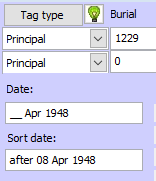 Tag type Burial
Principal 1229
Principal 0
Date:
__ Apr 1948
Sort date:
after 08 Apr 1948